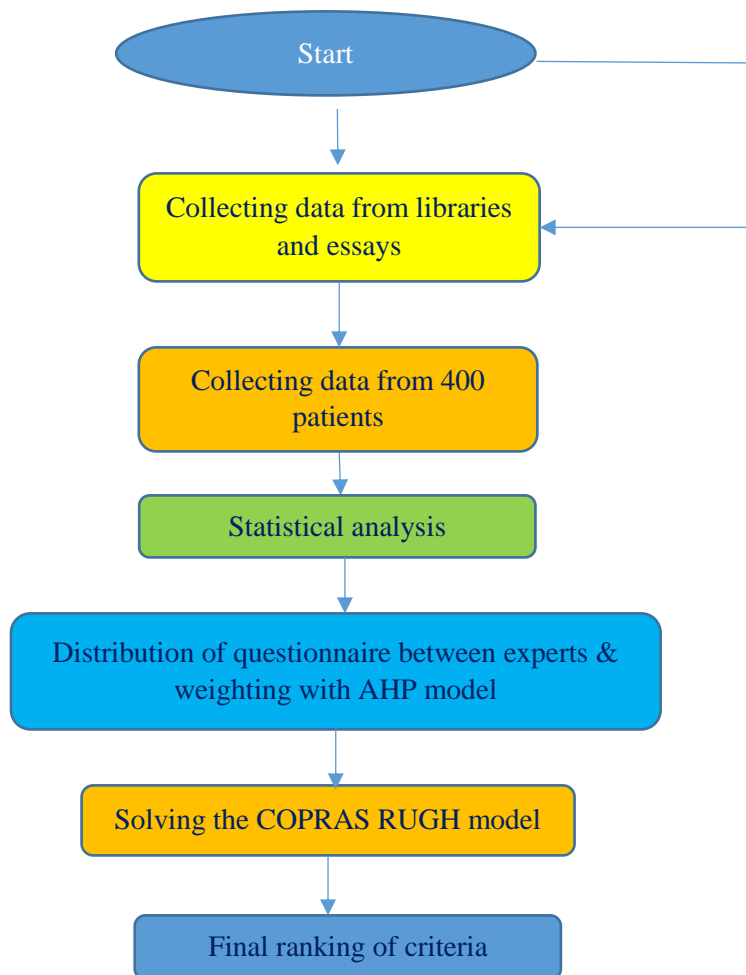 Start
Collecting data from libraries
and essays
Collecting data from 400
patients
Statistical analysis
Distribution of questionnaire between experts &
weighting with AHP model
Solving the COPRAS RUGH model
Final ranking of criteria